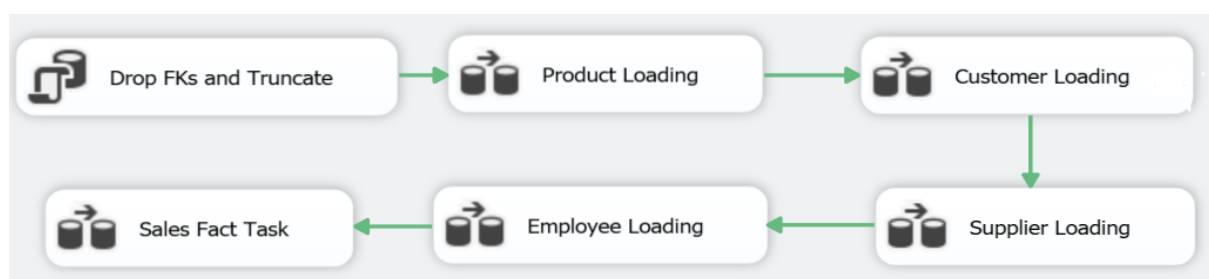 Drop FKs and Truncate
Product Loading
Customer Loading
Supplier Loading
Employee Loading
Sales Fact Task